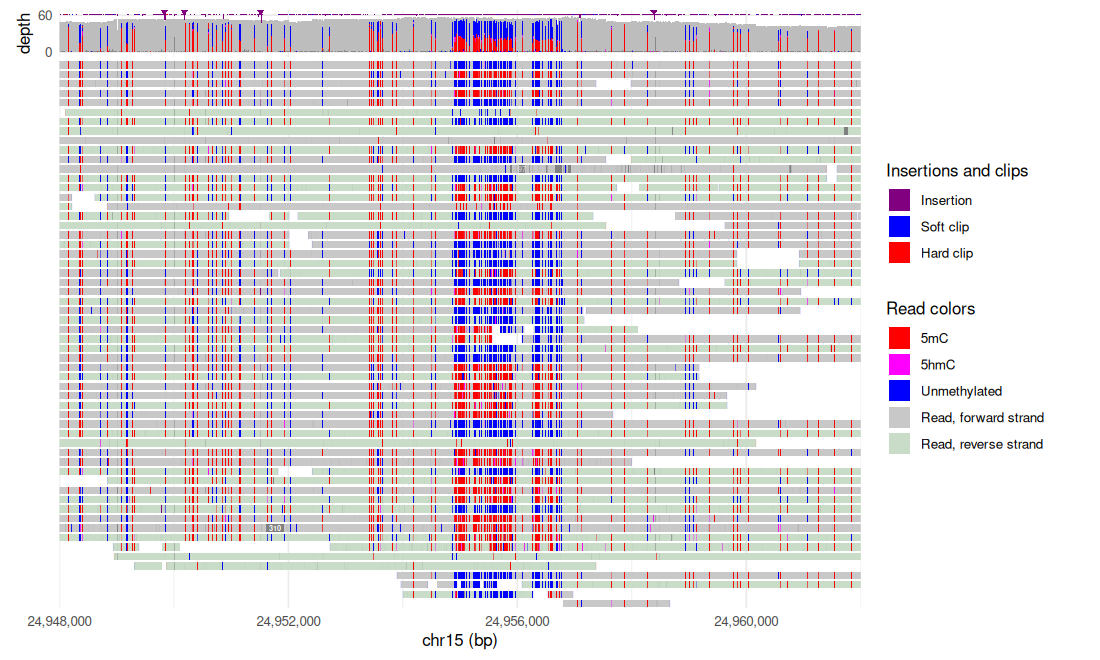 60
depth
0
310
24,948,000
24,952,000
24,956,000
24,960,000
chr15 (bp)
Insertions and clips
Insertion
Soft clip
Hard clip
Read colors
5mC
5hmC
Unmethylated
Read, forward strand
Read, reverse strand